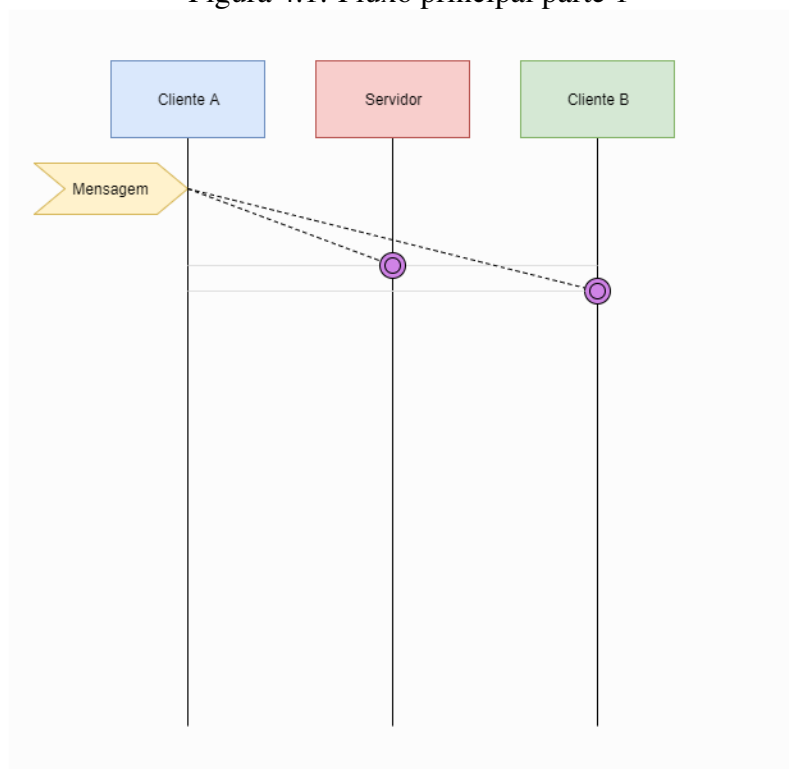 Figura 4.1: Fluxo principal parte 1
Cliente A
Servidor
Cliente B
Mensagem